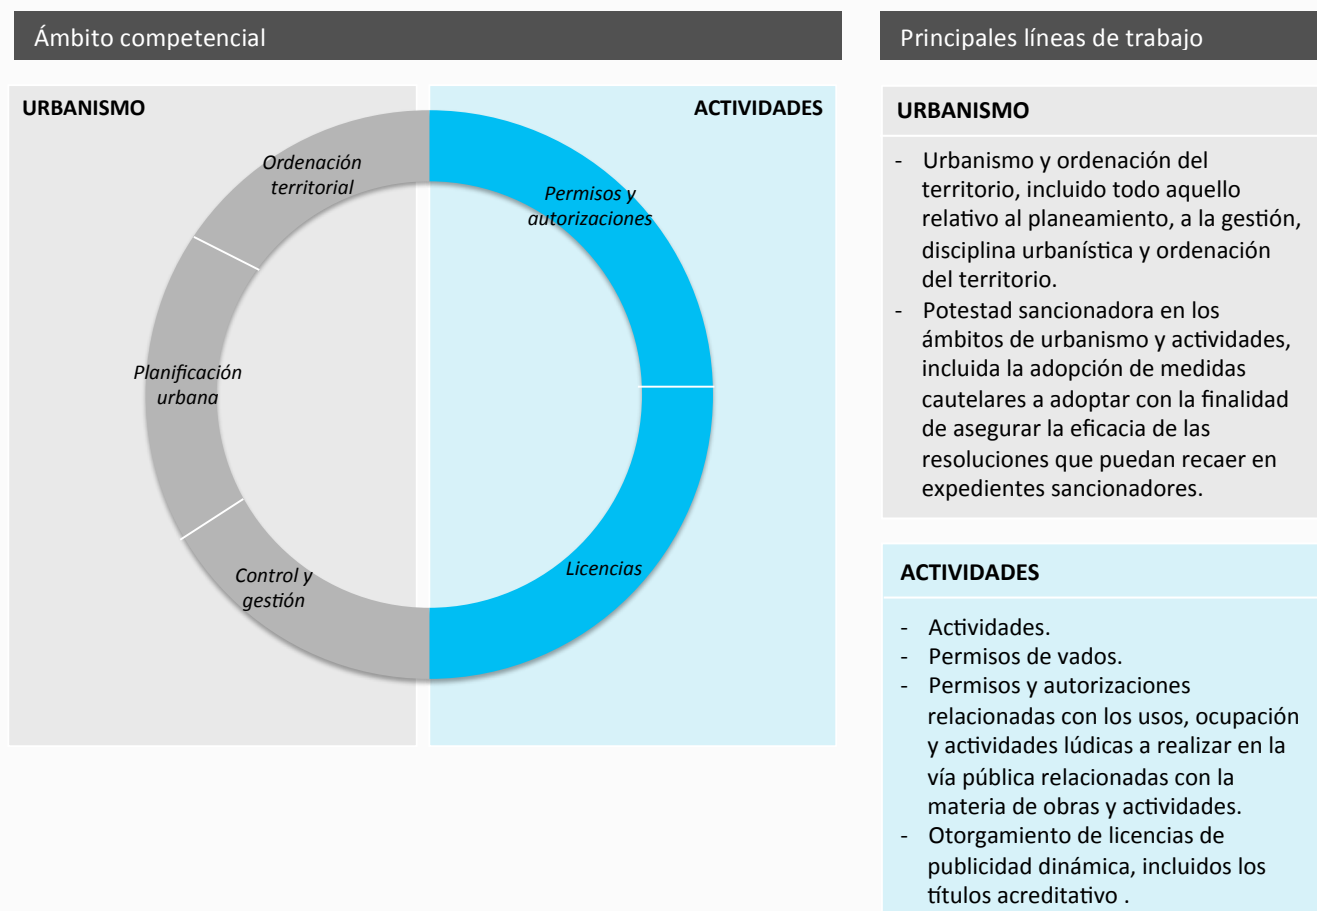 Ámbito competencial
URBANISMO
ACTIVIDADES
Ordenación
territorial
Permisos y
autorizaciones
Planificación
urbana
Control y
gestión
Licencias
Principales líneas de trabajo
URBANISMO
- Urbanismo y ordenación del
territorio, incluido todo aquello
relativo al planeamiento, a la gestión,
disciplina urbanística y ordenación
del territorio.
- Potestad sancionadora en los
ámbitos de urbanismo y actividades,
incluida la adopción de medidas
cautelares a adoptar con la finalidad
de asegurar la eficacia de las
resoluciones que puedan recaer en
expedientes sancionadores.
ACTIVIDADES
- Actividades.
- Permisos de vados.
- Permisos y autorizaciones
relacionadas con los usos, ocupación
y actividades lúdicas a realizar en la
vía pública relacionadas con la
materia de obras y actividades.
- Otorgamiento de licencias de
publicidad dinámica, incluidos los
títulos acreditativo .